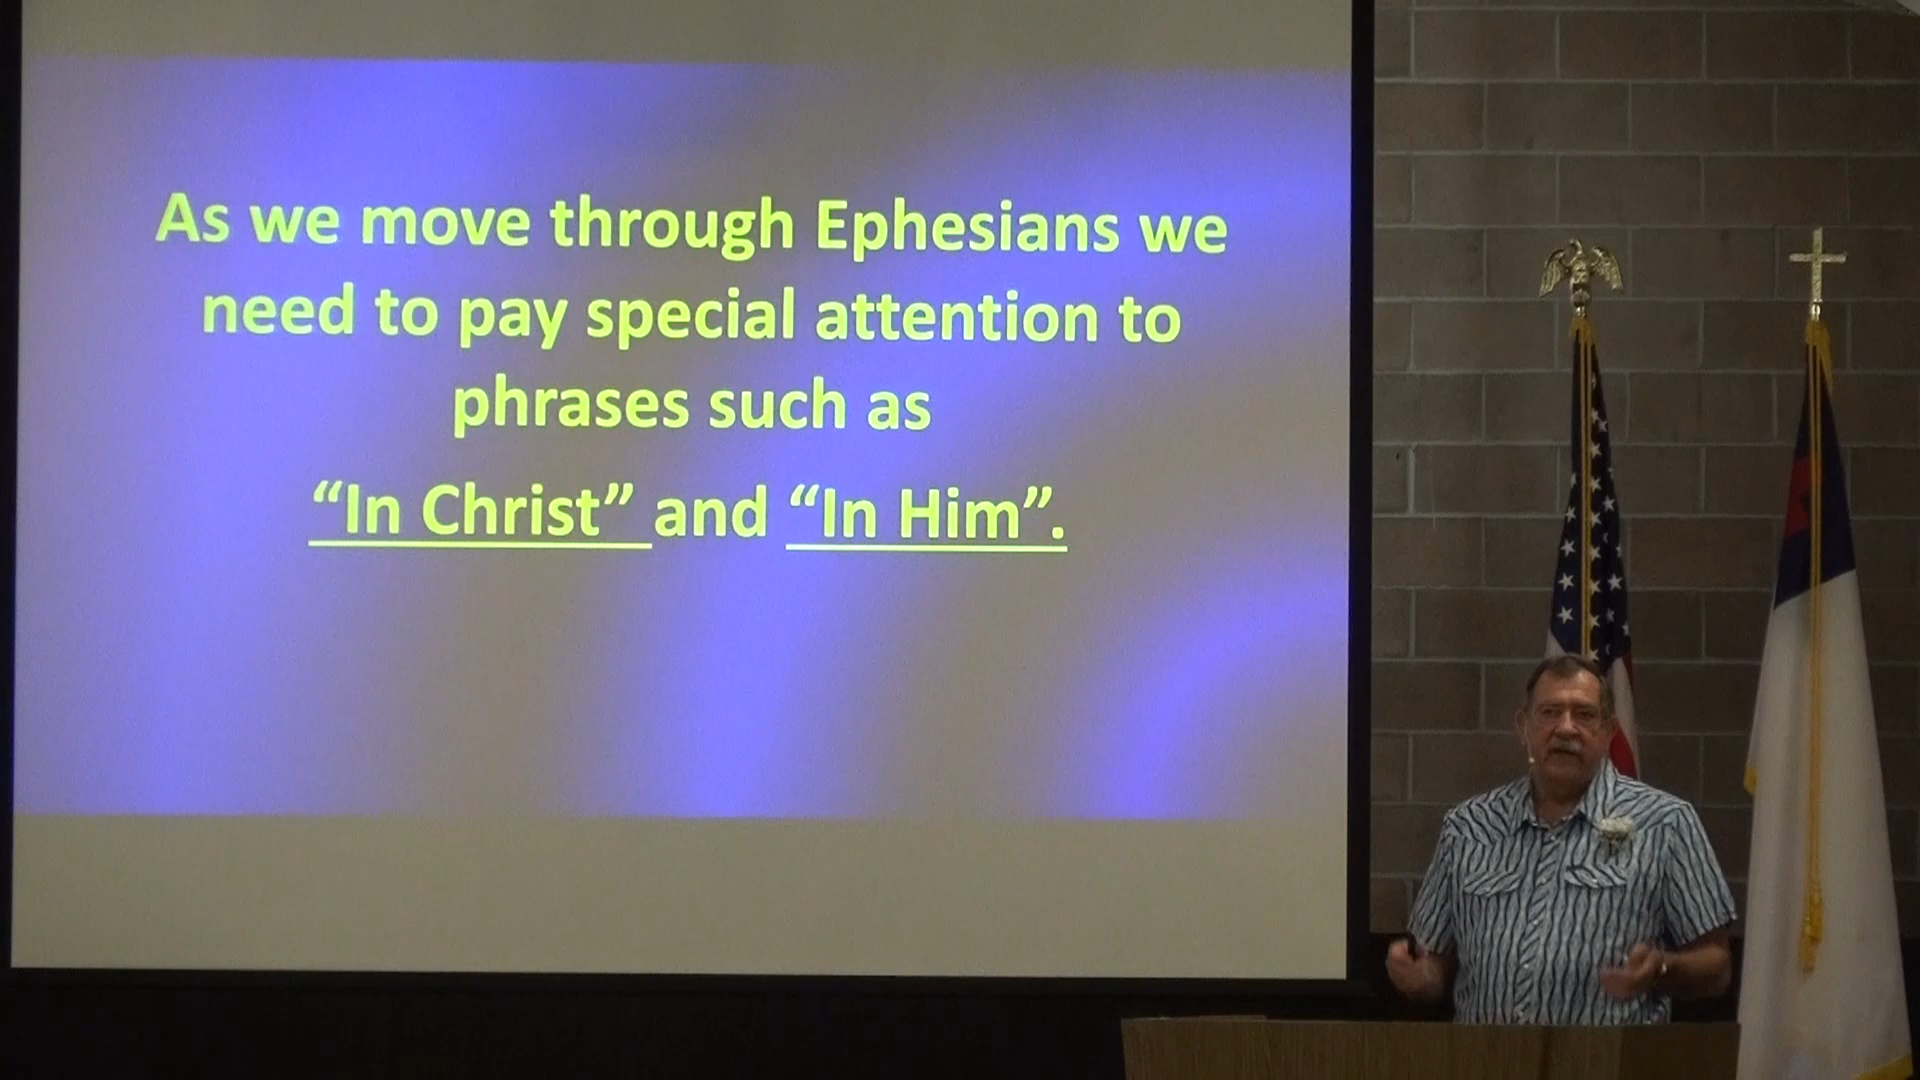 As we move through Ephesians we
need to pay special attention to
phrases such as
“In Christ” and “In Him”.